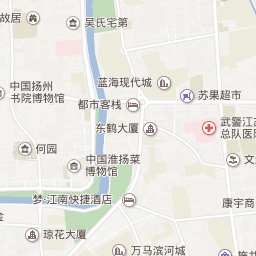 故居
吴氏宅第
蓝海现代城
中国扬州
书院博物馆
苏果超市
都市客栈
东鹤大厦
武警江
总队医
何园
中国淮扬菜
博物馆
文
梦.江南快捷酒店
康宇商
琼花大厦
金
万马滨河城